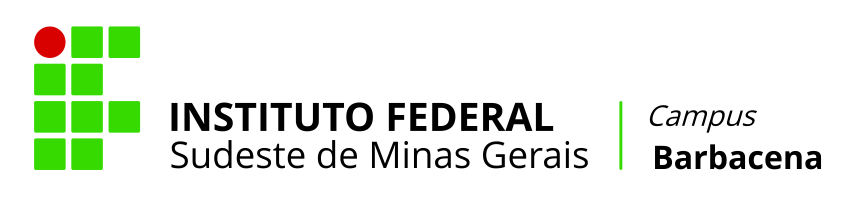 INSTITUTO FEDERAL
Sudeste de Minas Gerais
Campus
Barbacena